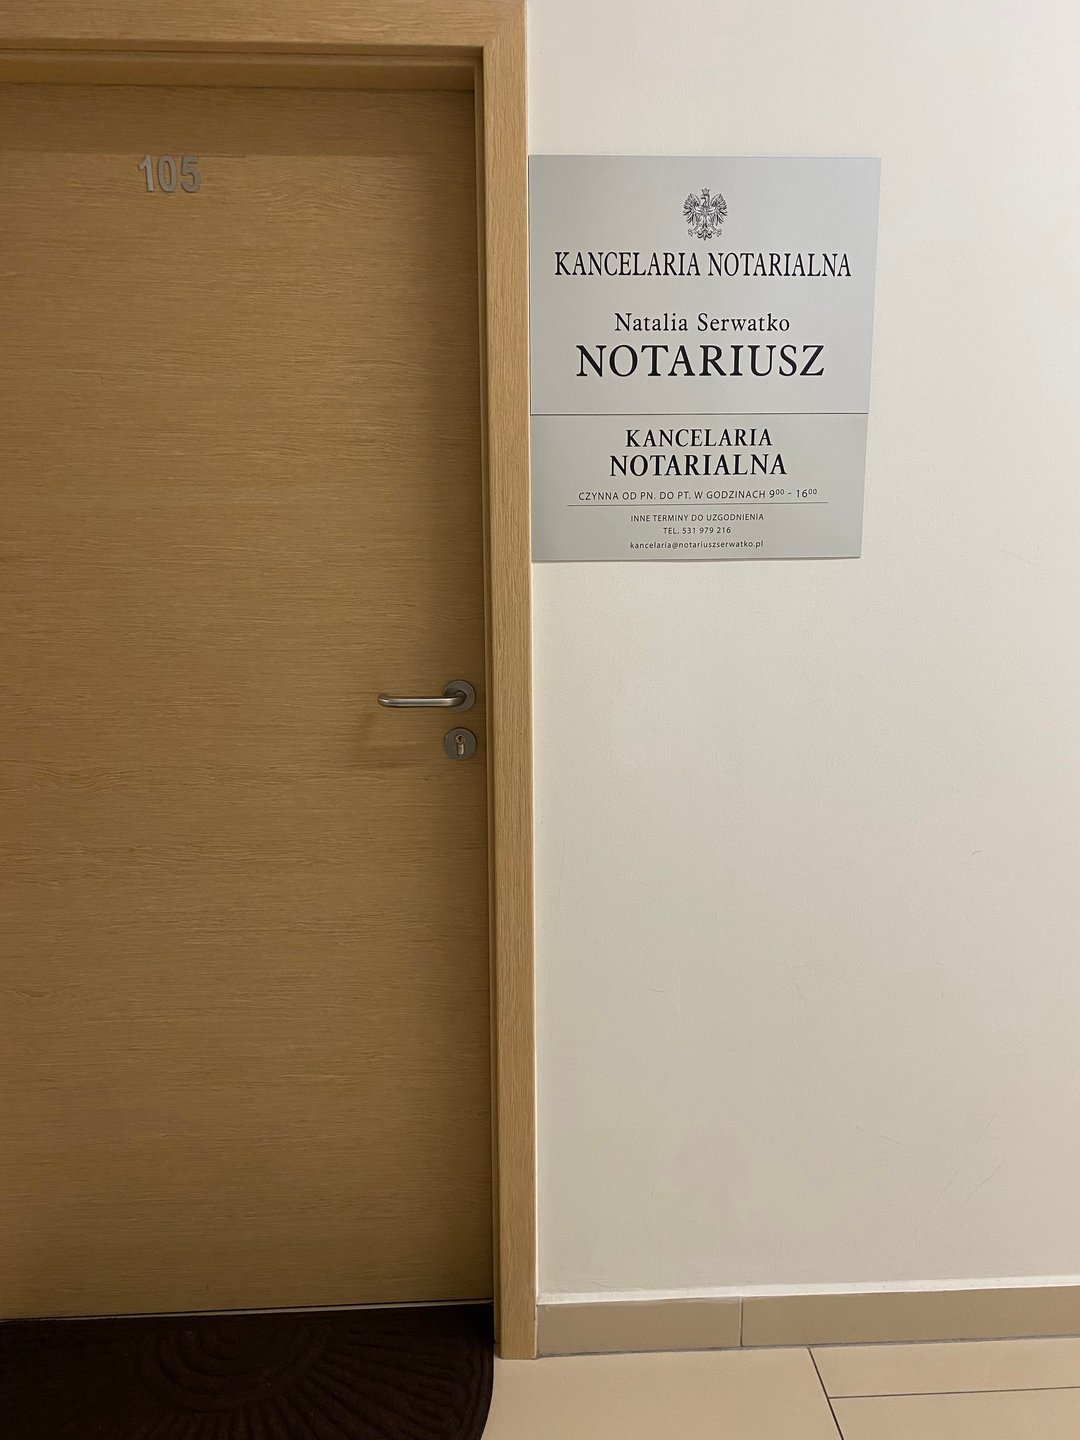 105
KANCELARIA NOTARIALNA
Natalia Serwatko
NOTARIUSZ
KANCELARIA
NOTARIALNA
CZYNNA OD PN. DO PT. W GODZINACH 9⁰⁰ - 16⁰⁰
INNE TERMINY DO UZGODNIENIA
TEL. 531 979 216
kancelaria@notariuszserwatko.pl